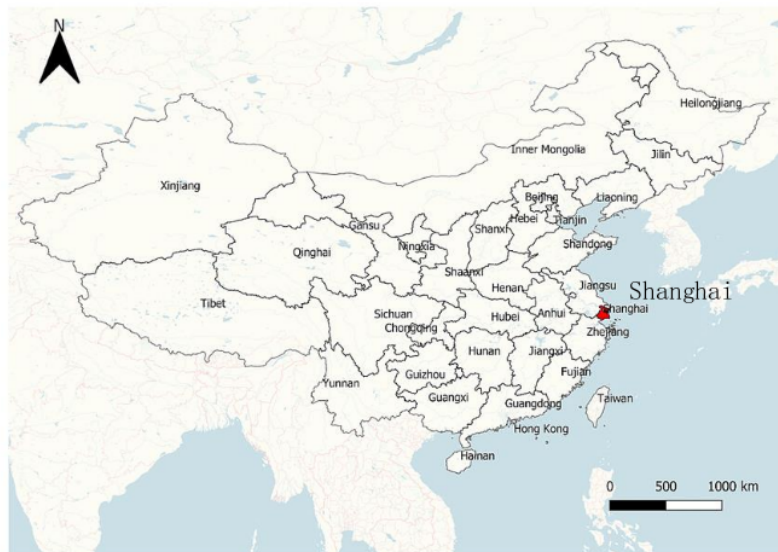 N
Heilongjiang
Inner Mongolia
Jilin
Xinjiang
Beijing
Liaoning
Hebei
Tianjin
Gansu
Shanxi
Ningxia
Shandong
Qinghai
Shaanxi
Henan
Jiangsu
Shanghai
Tibet
Sichuan
Hubei
Anhui
Shanghai
Chongqing
Zhejiang
Hunan
Jiangxi
Guizhou
Fujian
Yunnan
Guangxi
Guangdong
Taiwan
Hong Kong
Hainan
0 500 1000 km